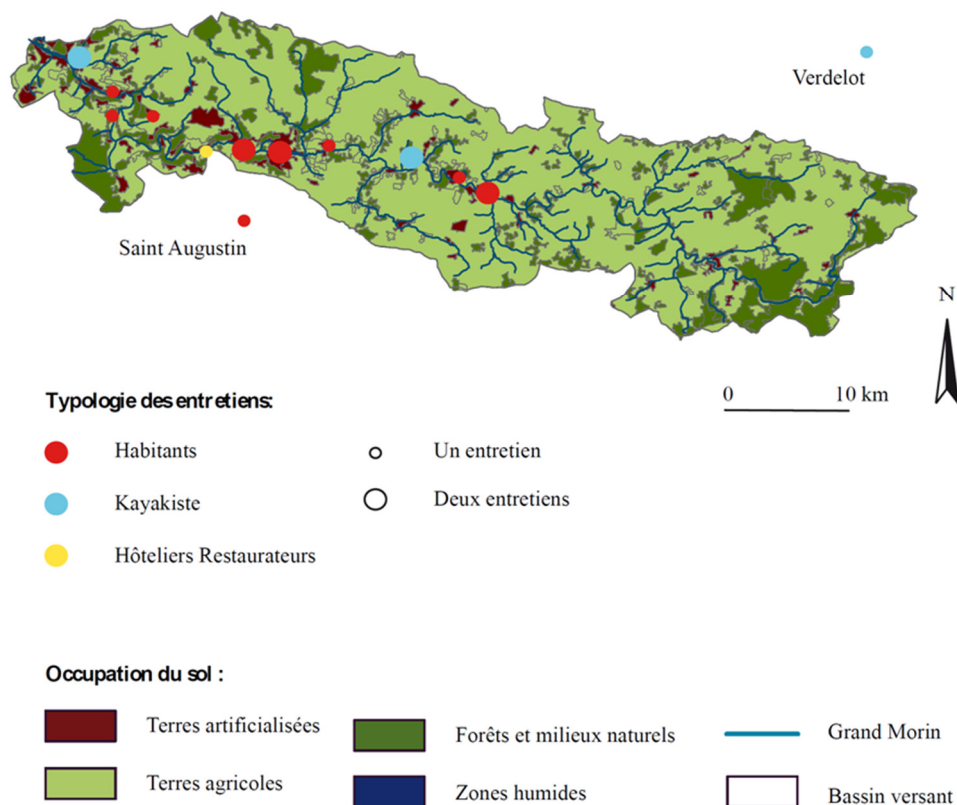 Verdelot
Saint Augustin
N
0 10 km
Typologie des entretiens:
Habitants
Un entretien
Kayakiste
Deux entretiens
Hôteliers Restaurateurs
Occupation du sol :
Terres artificialisées
Forêts et milieux naturels
Grand Morin
Terres agricoles
Zones humides
Bassin versant